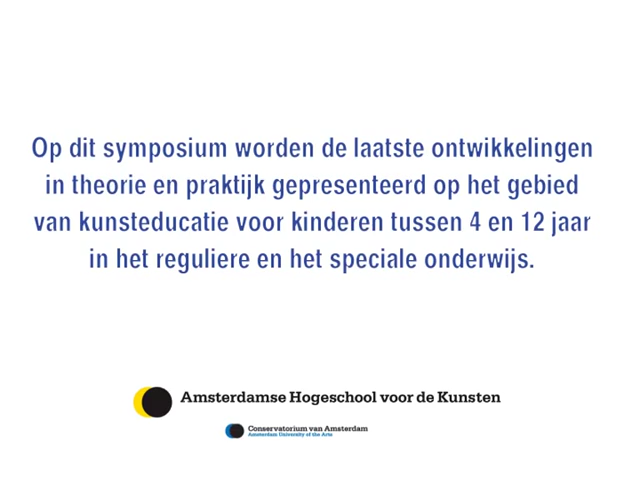 Op dit symposium worden de laatste ontwikkelingen
in theorie en praktijk gepresenteerd op het gebied
van kunsteducatie voor kinderen tussen 4 en 12 jaar
in het reguliere en het speciale onderwijs.
Amsterdamse Hogeschool voor de Kunsten
Conservatorium van Amsterdam
Amsterdam University of the Arts